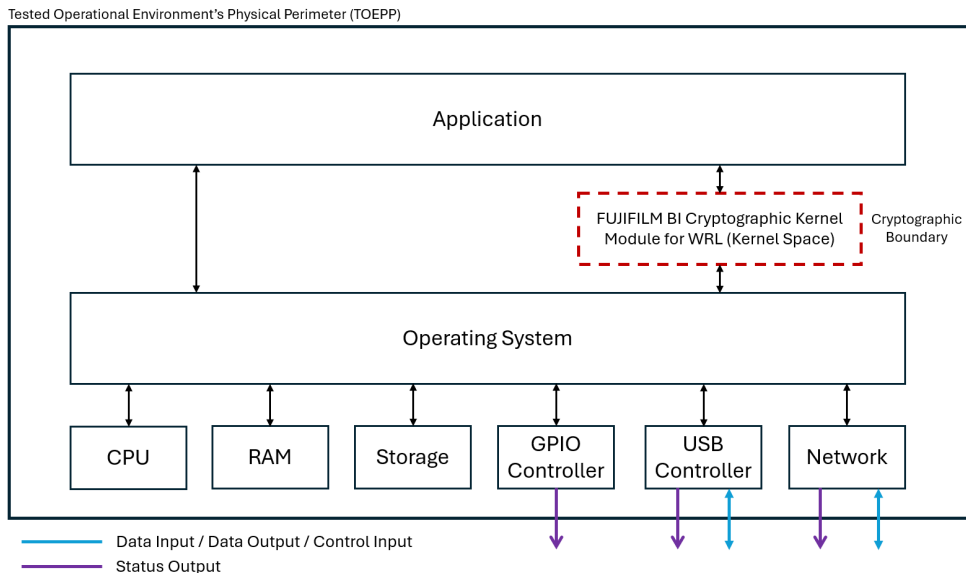 Tested Operational Environment's Physical Perimeter (TOEPP)
Application
FUJIFILM BI Cryptographic Kernel
Module for WRL (Kernel Space)
Cryptographic
Boundary
Operating System
CPU
RAM
Storage
GPIO
Controller
USB
Controller
Network
Data Input / Data Output / Control Input
Status Output